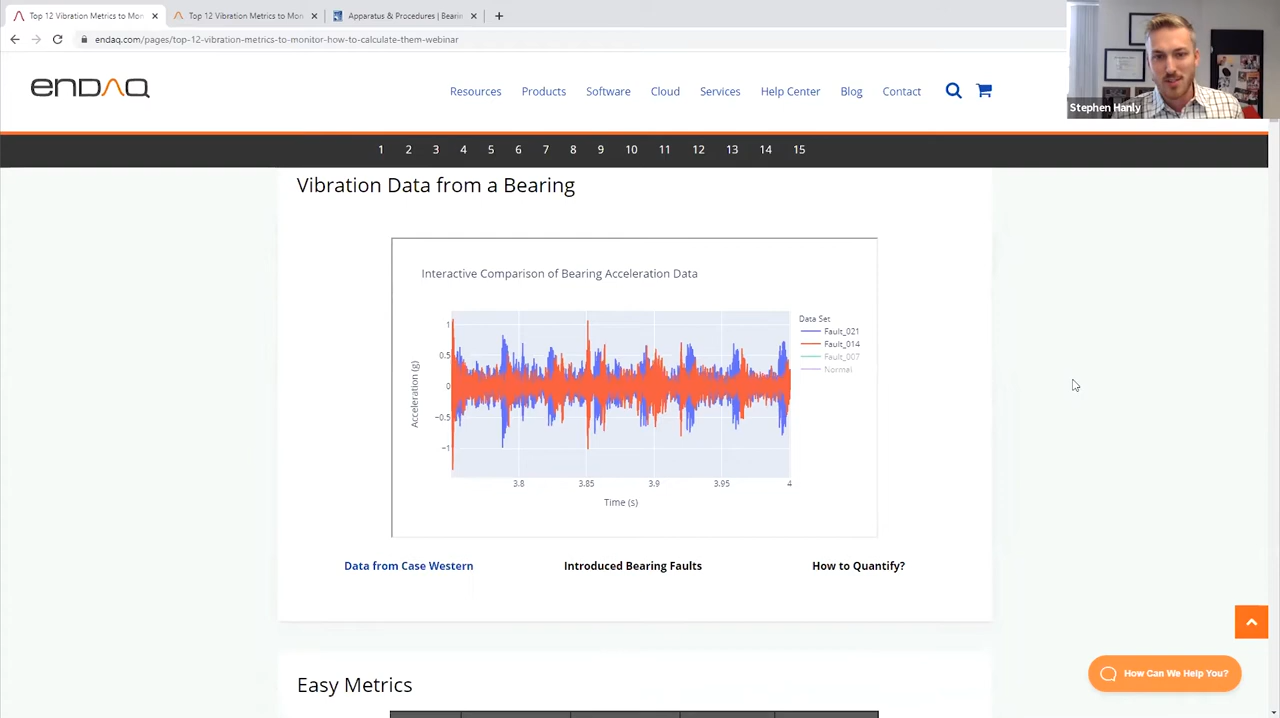 Top 12 Vibration Metrics to Mon
Top 12 Vibration Metrics to Mon
Apparatus & Procedures | Bearin
endaq.com/pages/top-12-vibration-metrics-to-monitor-how-to-calculate-them-webinar
enDAQ
Resources Products Software Cloud Services Help Center Blog Contact
Stephen Hanly
1 2 3 4 5 6 7 8 9 10 11 12 13 14 15
Vibration Data from a Bearing
Interactive Comparison of Bearing Acceleration Data
Data Set
Fault_021
Fault_014
Fault_007
Normal
Acceleration (g)
1
0.5
0
−0.5
−1
3.8 3.85 3.9 3.95 4
Time (s)
Data from Case Western Introduced Bearing Faults How to Quantify?
How Can We Help You?
Easy Metrics